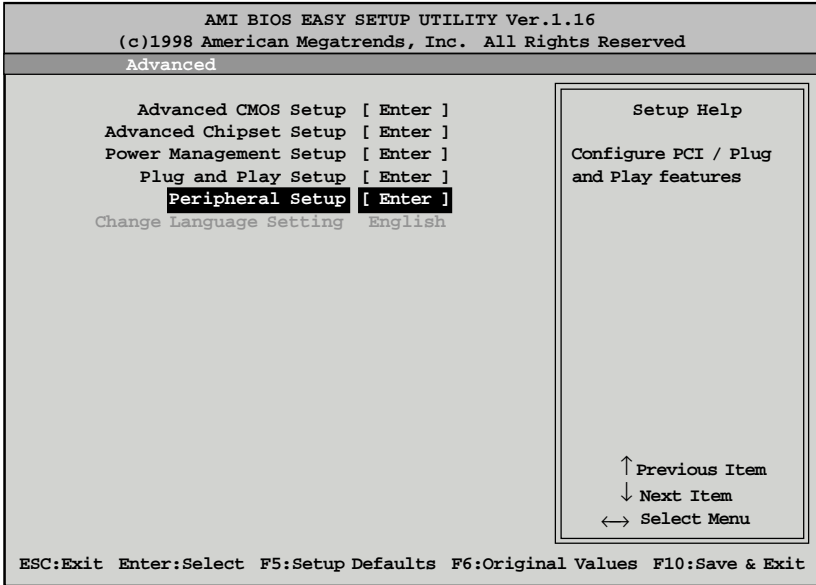 AMI BIOS EASY SETUP UTILITY Ver.1.16
(c)1998 American Megatrends, Inc. All Rights Reserved
Advanced
Advanced CMOS Setup [ Enter ]
Advanced Chipset Setup [ Enter ]
Power Management Setup [ Enter ]
Plug and Play Setup [ Enter ]
Peripheral Setup [ Enter ]
Change Language Setting English
Setup Help
Configure PCI / Plug
and Play features
↑ Previous Item
↓ Next Item
←→ Select Menu
ESC:Exit Enter:Select F5:Setup Defaults F6:Original Values F10:Save & Exit